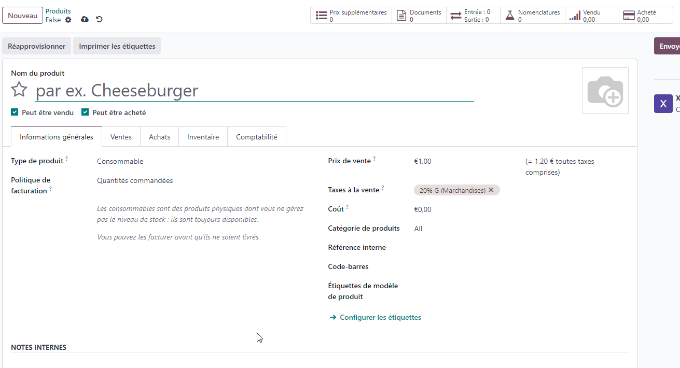 Nouveau
Produits
False
Prix supplémentaires
0
Documents
0
Entrée : 0
Sortie : 0
Nomenclatures
0
Vendu
0,00
Acheté
0,00
Réapprovisionner
Imprimer les étiquettes
Envoye
Nom du produit
par ex. Cheeseburger
Peut être vendu
Peut être acheté
X
Informations générales
Ventes
Achats
Inventaire
Comptabilité
Type de produit ?
Consommable
Politique de
facturation ?
Quantités commandées
Les consommables sont des produits physiques dont vous ne gérez
pas le niveau de stock : ils sont toujours disponibles.
Vous pouvez les facturer avant qu'ils ne soient livrés.
Prix de vente ?
€1,00
(= 1,20 € toutes taxes
comprises)
Taxes à la vente ?
20% G (Marchandises) ×
Coût ?
€0,00
Catégorie de produits
All
Référence interne
Code-barres
Étiquettes de modèle
de produit
→ Configurer les étiquettes
NOTES INTERNES